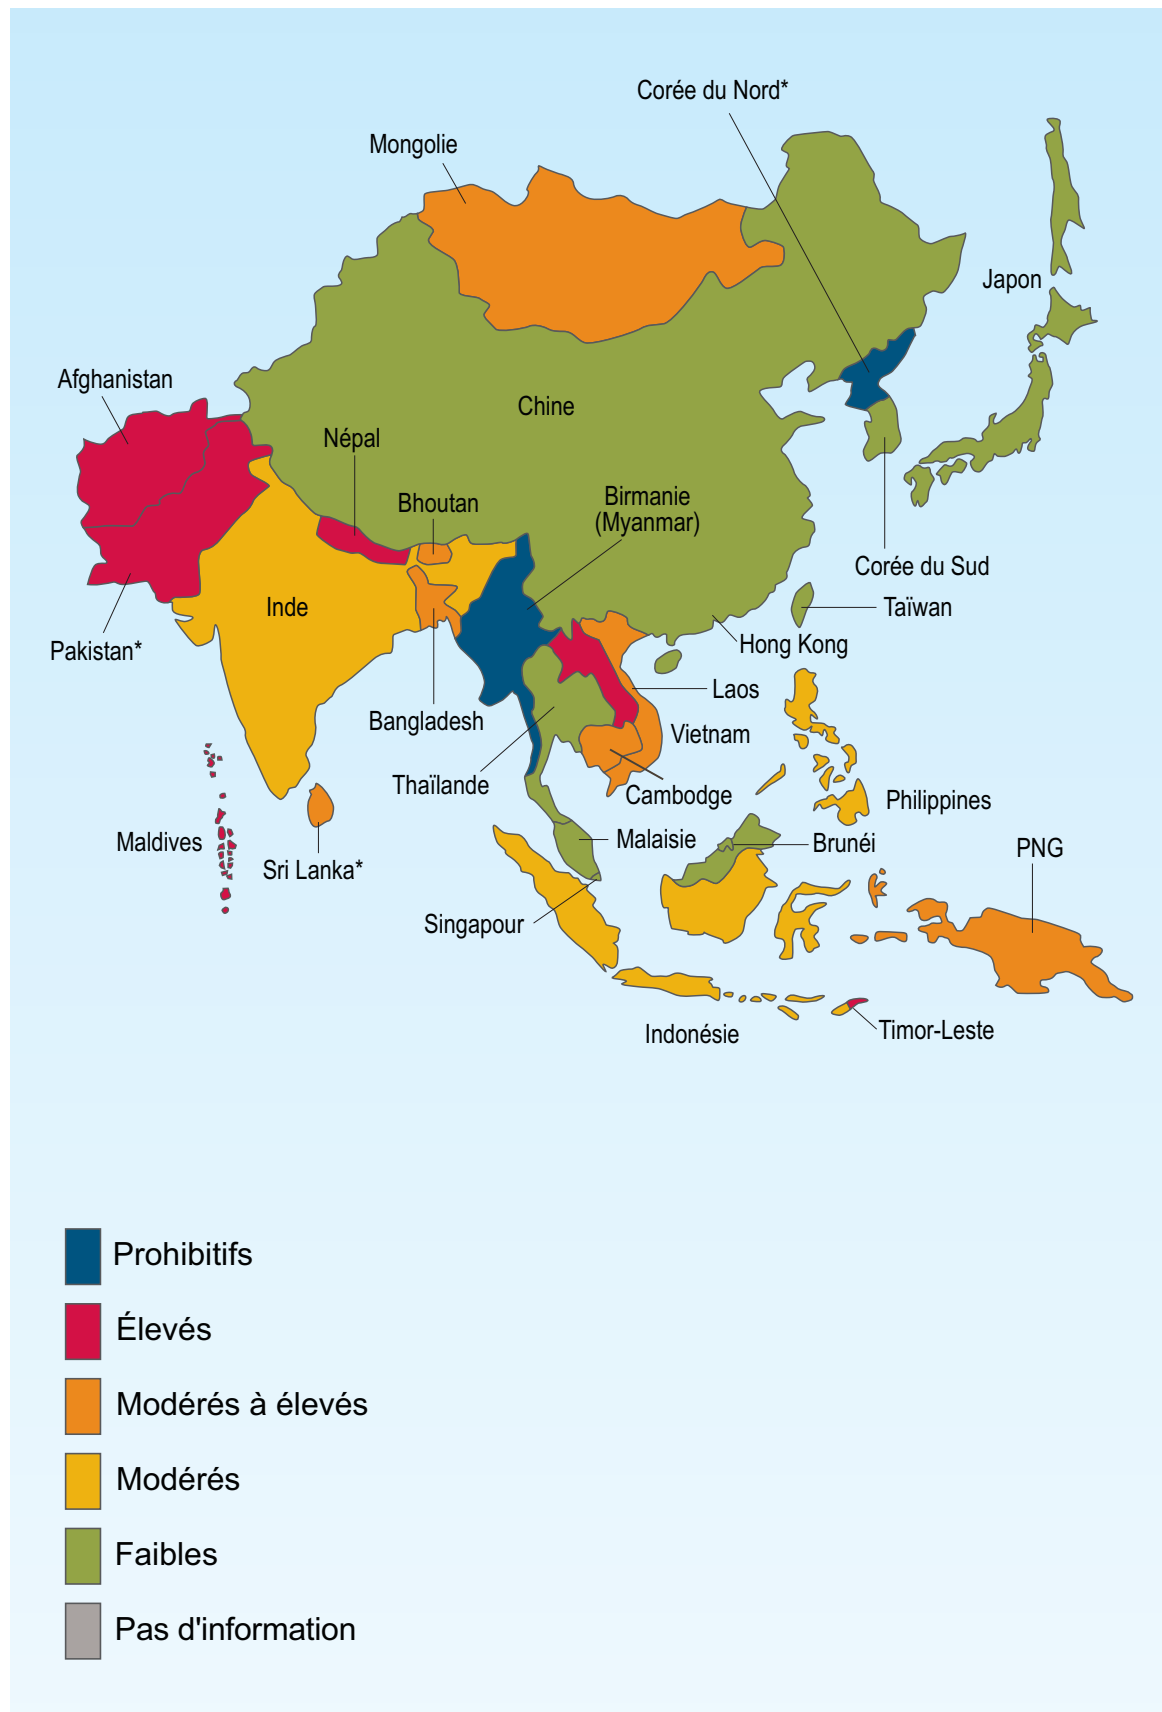 Corée du Nord*
Mongolie
Japon
Afghanistan
Chine
Népal
Bhoutan
Birmanie
(Myanmar)
Corée du Sud
Inde
Taïwan
Pakistan*
Hong Kong
Laos
Bangladesh
Vietnam
Thaïlande
Cambodge
Philippines
Maldives
Malaisie
Brunéi
PNG
Sri Lanka*
Singapour
Indonésie
Timor-Leste
Prohibitifs
Élevés
Modérés à élevés
Modérés
Faibles
Pas d'information